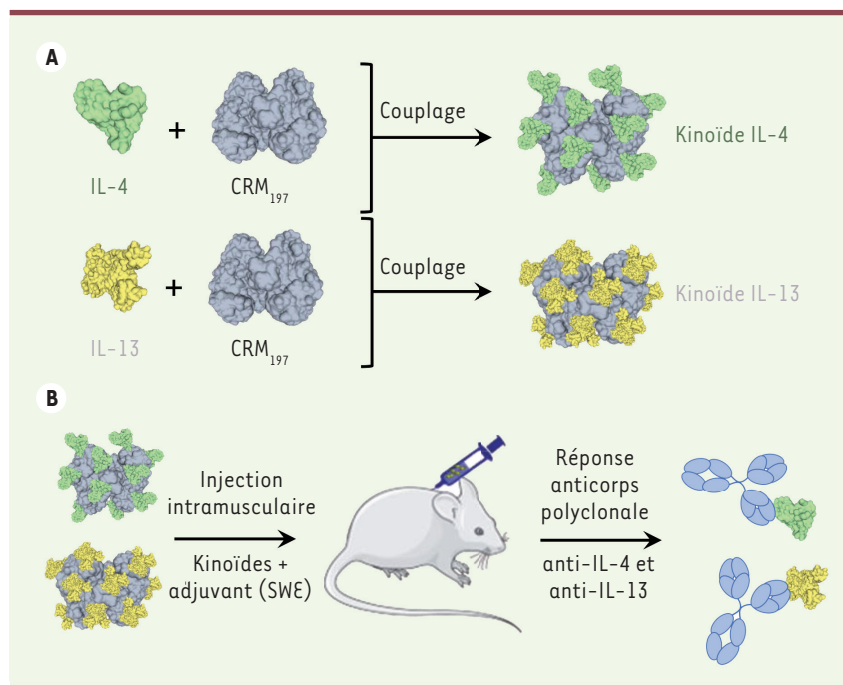 A
IL-4
+
CRM197
Couplage
Kinoïde IL-4
IL-13
+
CRM197
Couplage
Kinoïde IL-13
B
Injection
intramusculaire
Kinoïdes +
adjuvant (SWE)
Réponse
anticorps
polyclonale
anti-IL-4 et
anti-IL-13